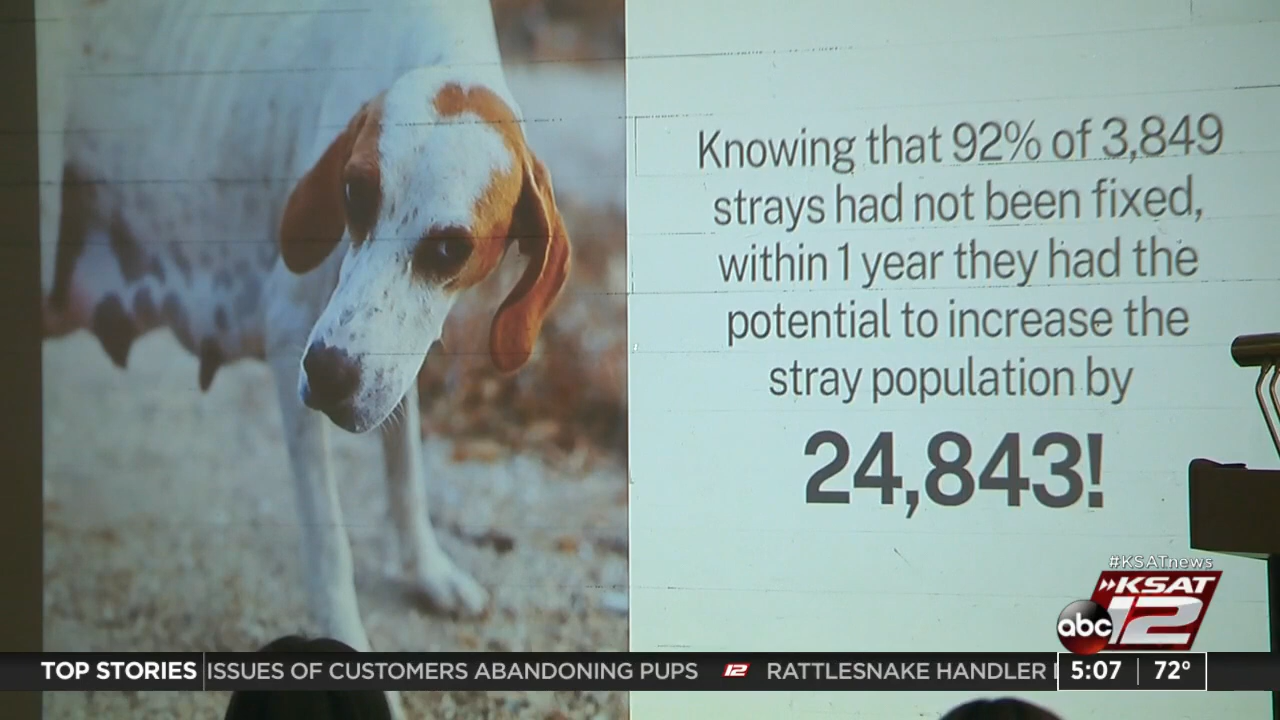 Knowing that 92% of 3,849
strays had not been fixed,
within 1 year they had the
potential to increase the
stray population by
24,843!
#KSATnews
KSAT
abc 12
TOP STORIES ISSUES OF CUSTOMERS ABANDONING PUPS 12 RATTLESNAKE HANDLER 5:07 72°